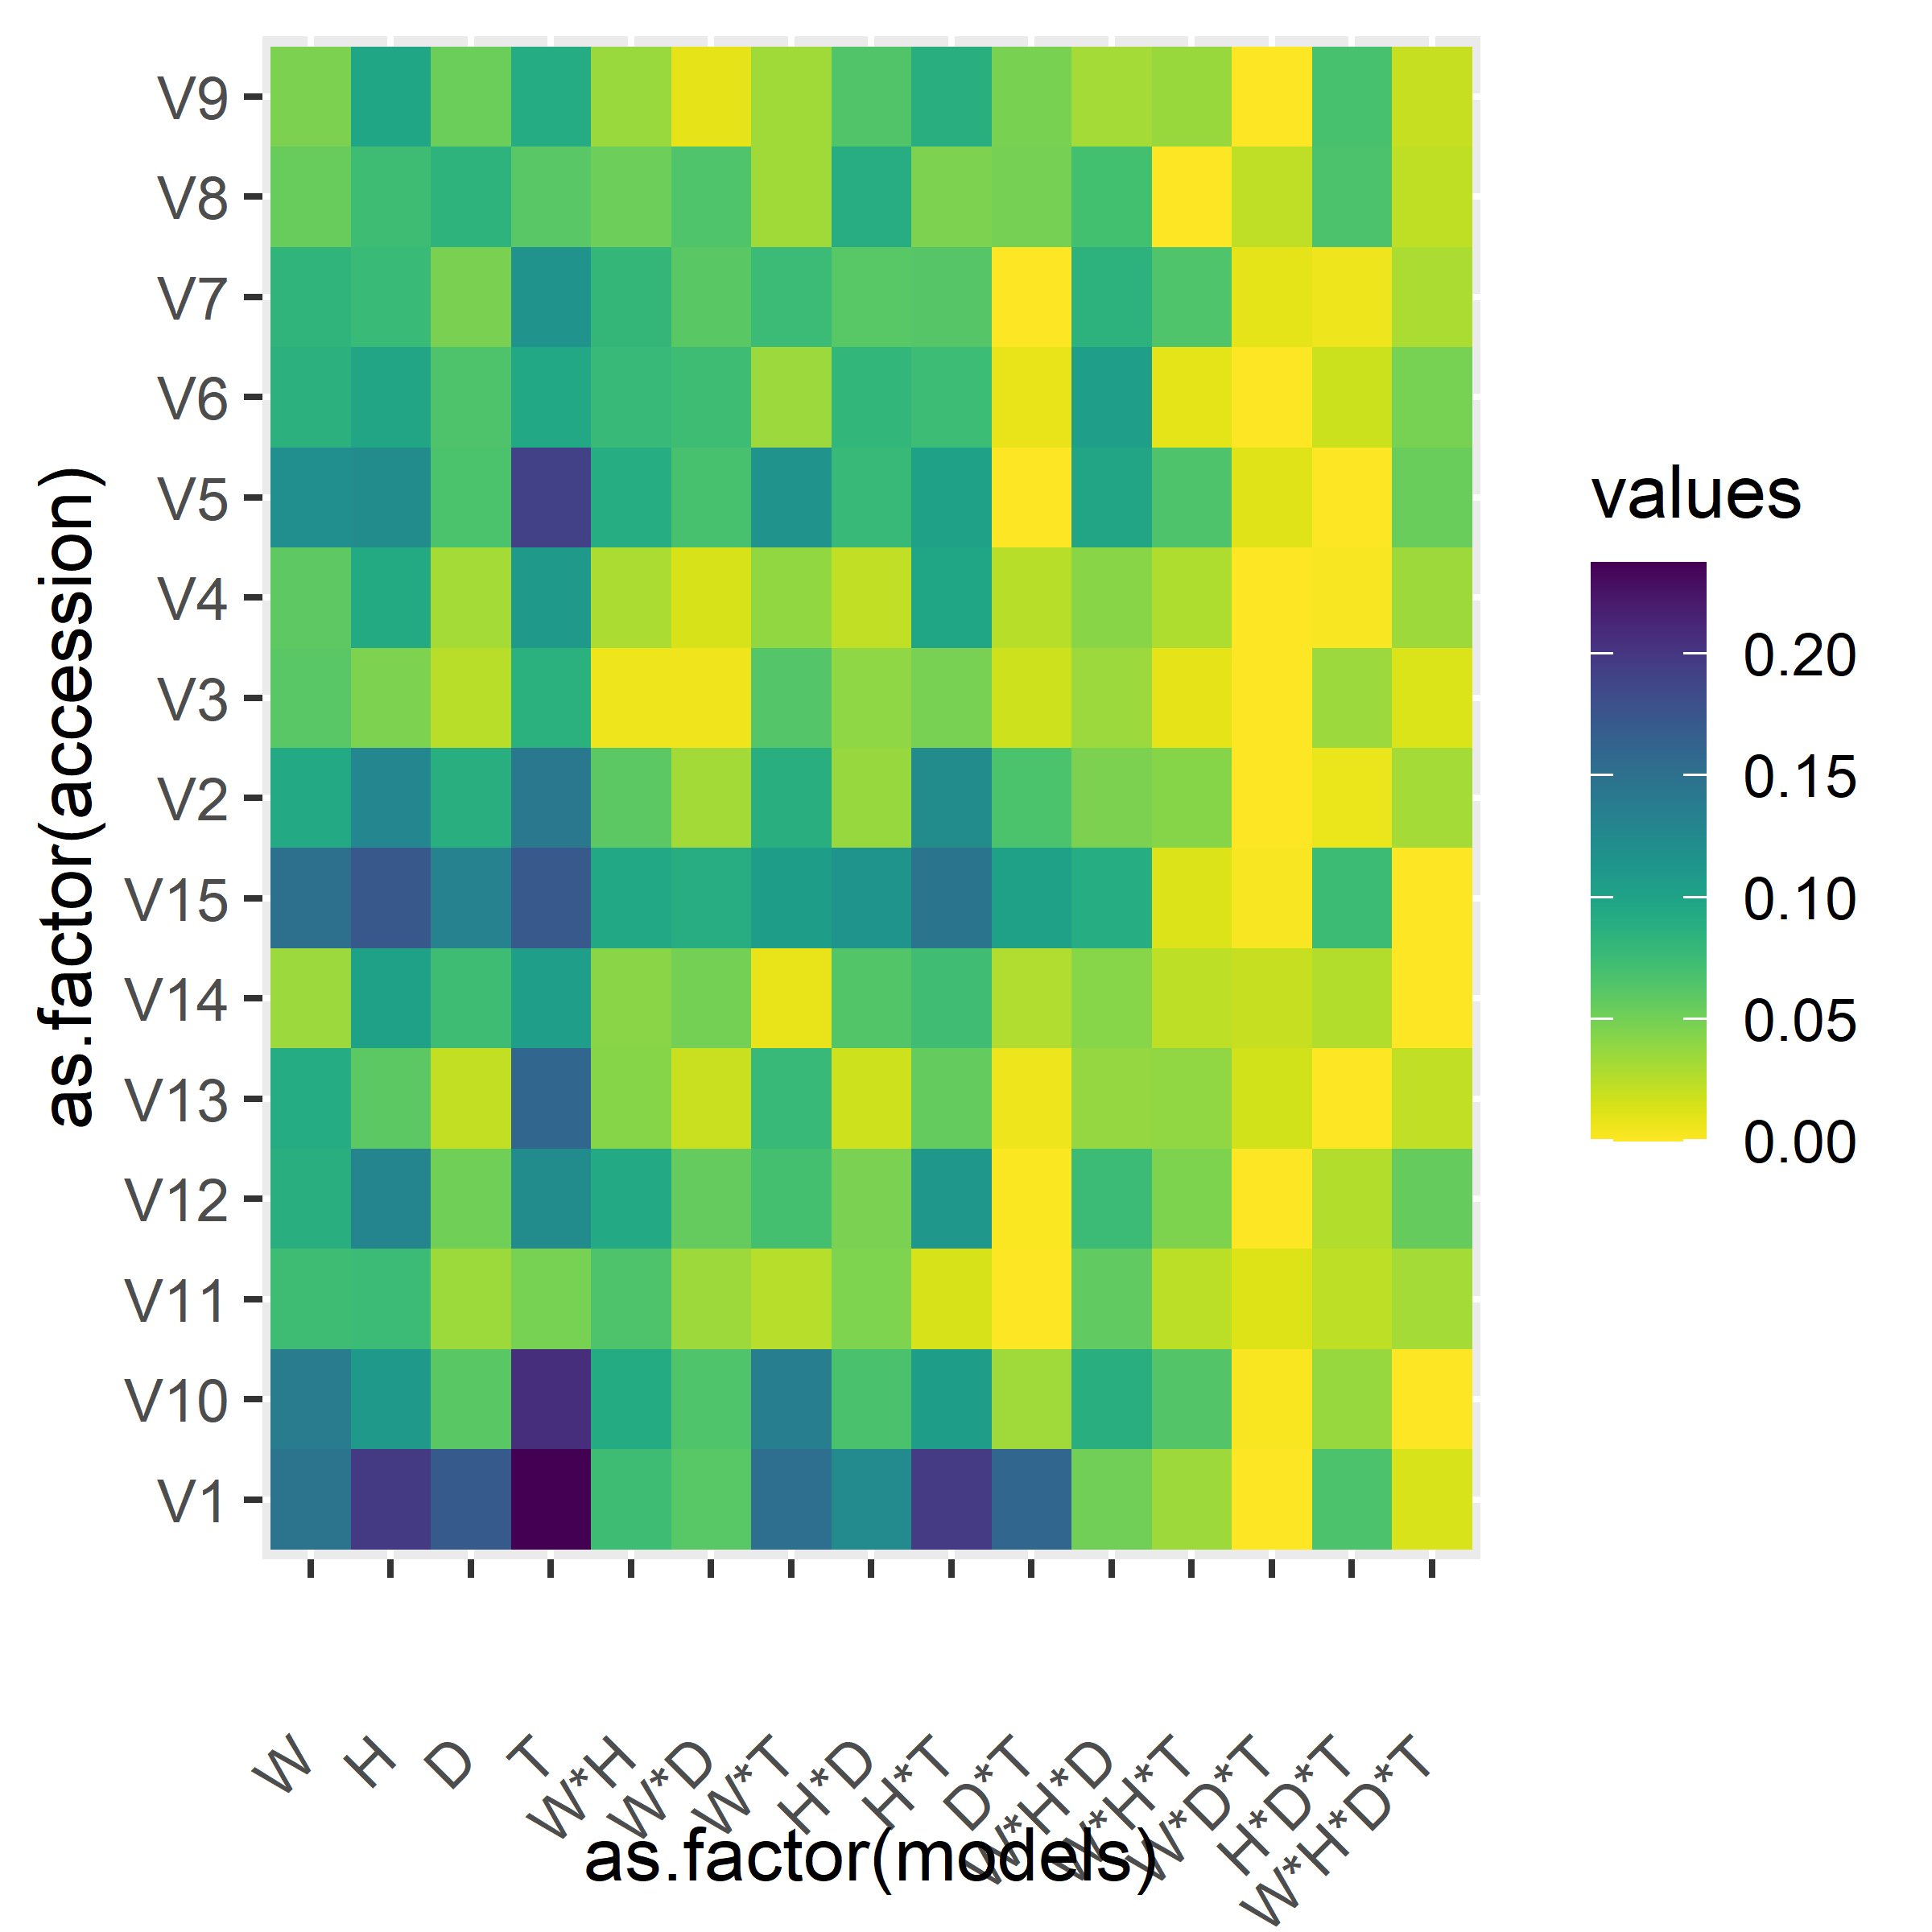 as.factor(accession)
V9
V8
V7
V6
V5
V4
V3
V2
V15
V14
V13
V12
V11
V10
V1
W
H
D
T
W*H
W*D
W*T
H*D
H*T
D*T
W*H*D
W*H*T
W*D*T
H*D*T
W*H*D*T
as.factor(models)
values
0.20
0.15
0.10
0.05
0.00